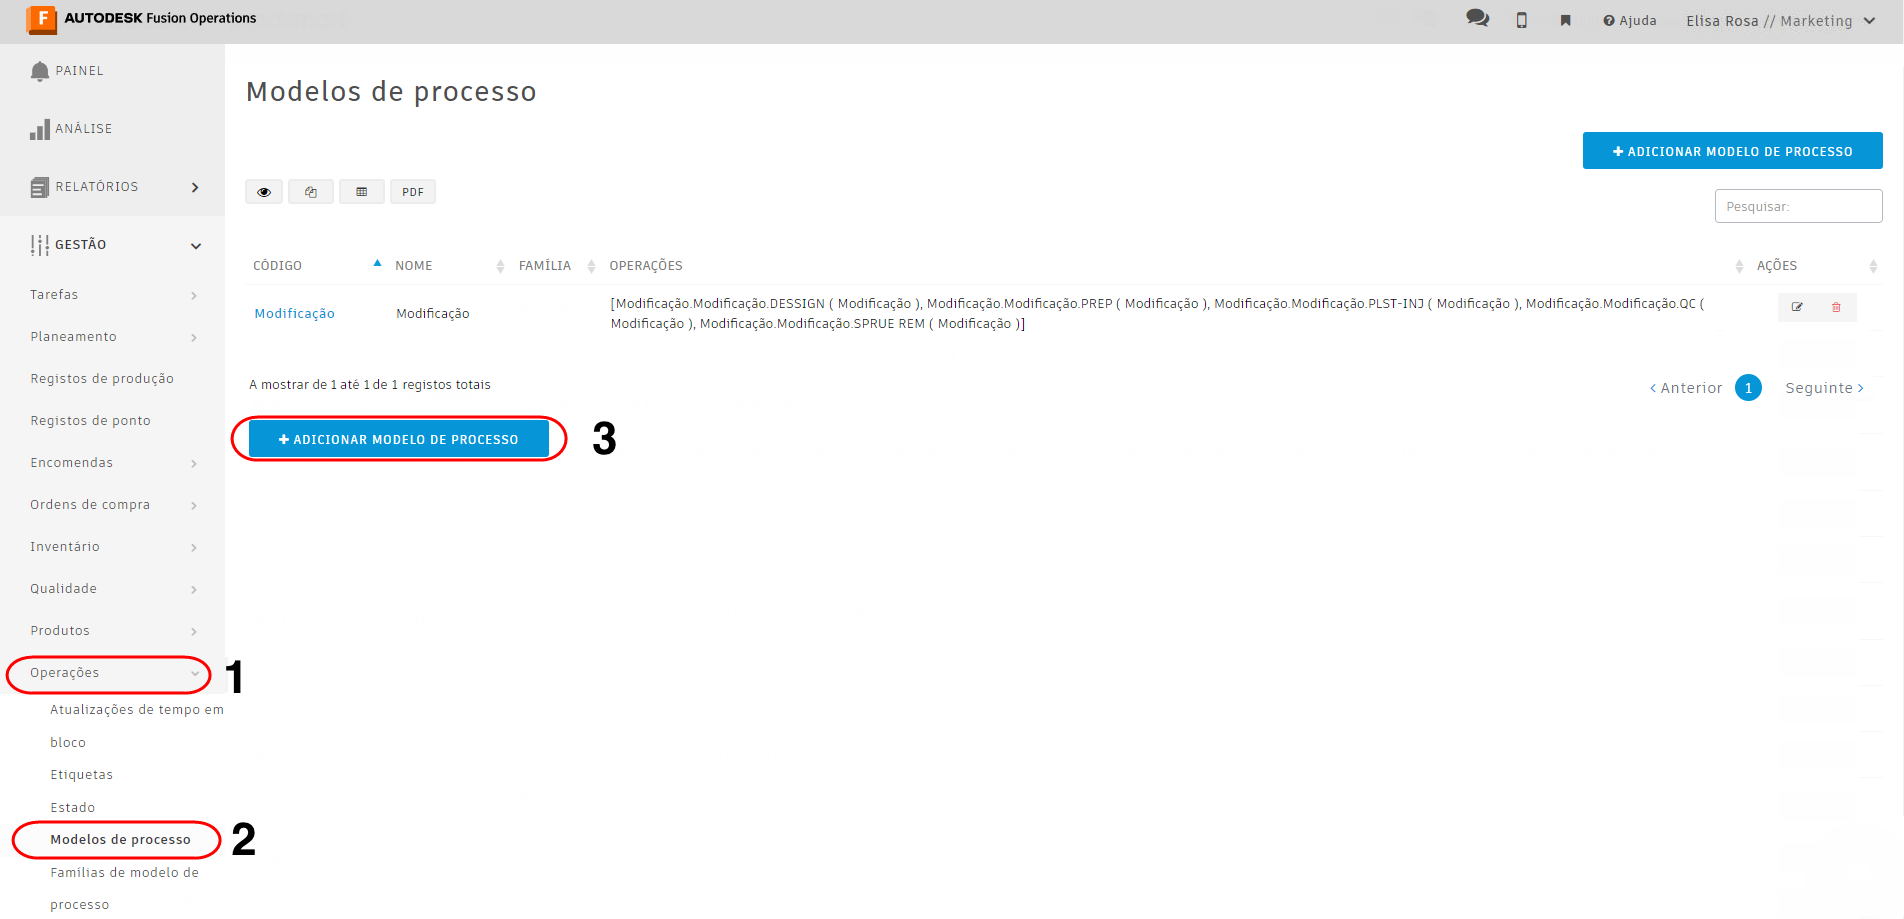 F AUTODESK Fusion Operations
Ajuda
Elisa Rosa // Marketing
PAINEL
ANÁLISE
RELATÓRIOS
GESTÃO
Tarefas
Planeamento
Registos de produção
Registos de ponto
Encomendas
Ordens de compra
Inventário
Qualidade
Produtos
Operações
1
Atualizações de tempo em
bloco
Etiquetas
Estado
Modelos de processo
2
Famílias de modelo de
processo
Modelos de processo
+ ADICIONAR MODELO DE PROCESSO
PDF
Pesquisar:
CÓDIGO NOME FAMÍLIA OPERAÇÕES AÇÕES
Modificação Modificação [Modificação.Modificação.DESSIGN ( Modificação ), Modificação.Modificação.PREP ( Modificação ), Modificação.Modificação.PLST-INJ ( Modificação ), Modificação.Modificação.QC (
Modificação ), Modificação.Modificação.SPRUE REM ( Modificação )]
A mostrar de 1 até 1 de 1 registos totais
< Anterior 1 Seguinte >
+ ADICIONAR MODELO DE PROCESSO
3